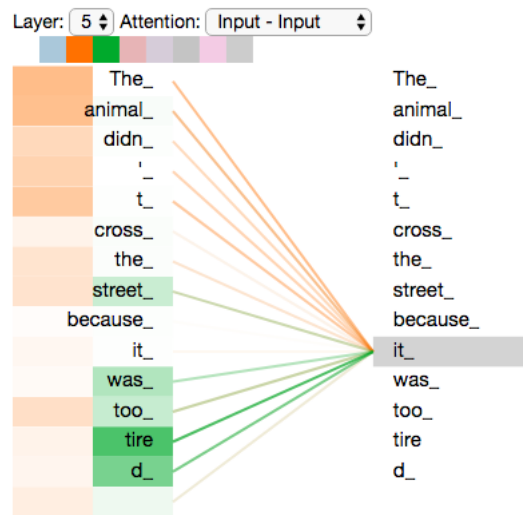 Layer: 5 Attention: Input - Input
The_ The_
animal_ animal_
didn_ didn_
'_ '_
t_ t_
cross_ cross_
the_ the_
street_ street_
because_ because_
it_ it_
was_ was_
too_ too_
tire tire
d_ d_